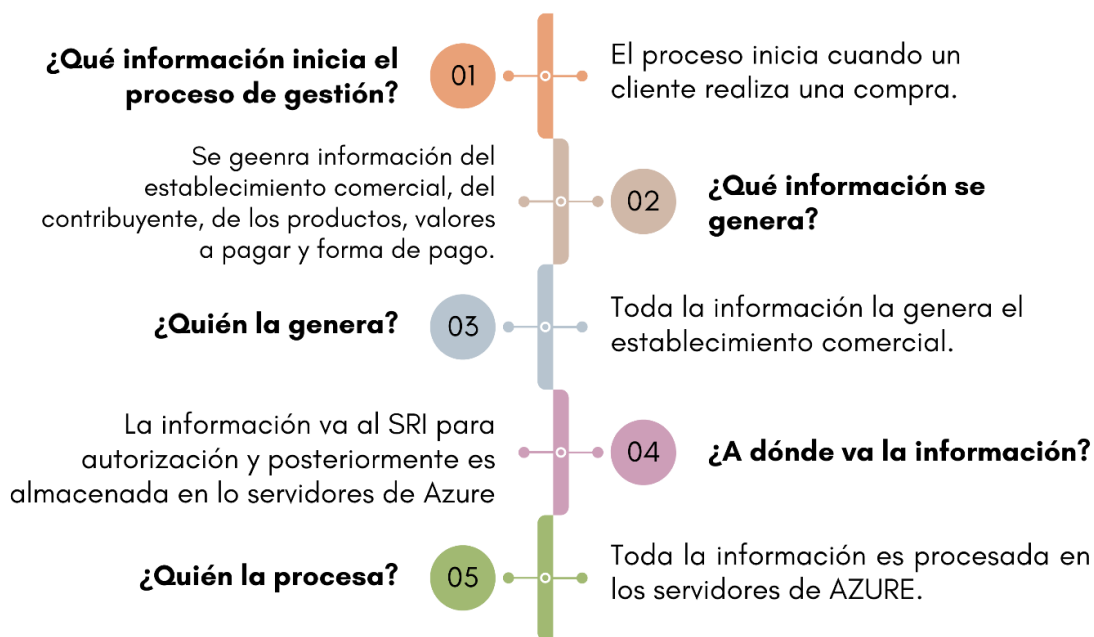 ¿Qué información inicia el
proceso de gestión?
01
El proceso inicia cuando un
cliente realiza una compra.
Se geenra información del
establecimiento comercial, del
contribuyente, de los productos, valores
a pagar y forma de pago.
02
¿Qué información se
genera?
¿Quién la genera?
03
Toda la información la genera el
establecimiento comercial.
La información va al SRI para
autorización y posteriormente es
almacenada en lo servidores de Azure
04
¿A dónde va la información?
¿Quién la procesa?
05
Toda la información es procesada en
los servidores de AZURE.